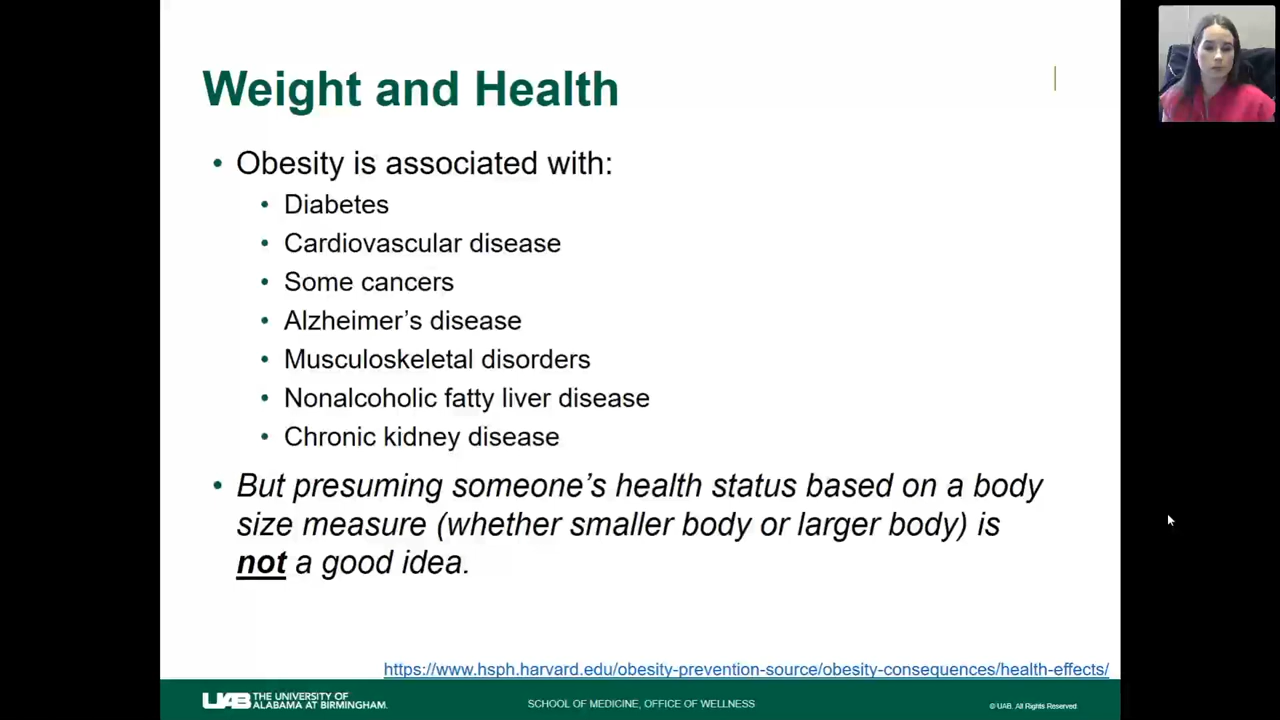 Weight and Health
• Obesity is associated with:
• Diabetes
• Cardiovascular disease
• Some cancers
• Alzheimer’s disease
• Musculoskeletal disorders
• Nonalcoholic fatty liver disease
• Chronic kidney disease
• But presuming someone’s health status based on a body
size measure (whether smaller body or larger body) is
not a good idea.
https://www.hsph.harvard.edu/obesity-prevention-source/obesity-consequences/health-effects/
UAB THE UNIVERSITY OF
ALABAMA AT BIRMINGHAM.
SCHOOL OF MEDICINE, OFFICE OF WELLNESS
© UAB. All Rights Reserved.